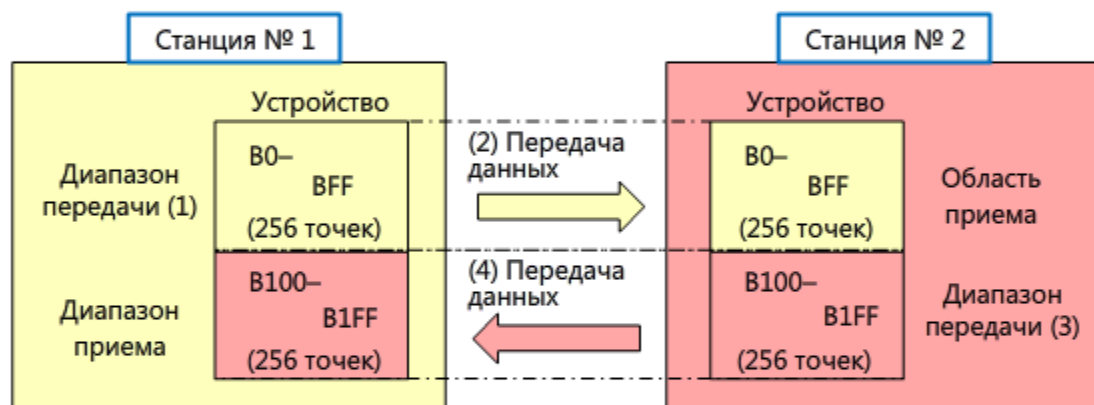 Станция № 1
Станция № 2
Устройство
Устройство
Диапазон
передачи (1)
B0–
BFF
(256 точек)
(2) Передача
данных
B0–
BFF
(256 точек)
Область
приема
Диапазон
приема
B100–
B1FF
(256 точек)
(4) Передача
данных
B100–
B1FF
(256 точек)
Диапазон
передачи (3)